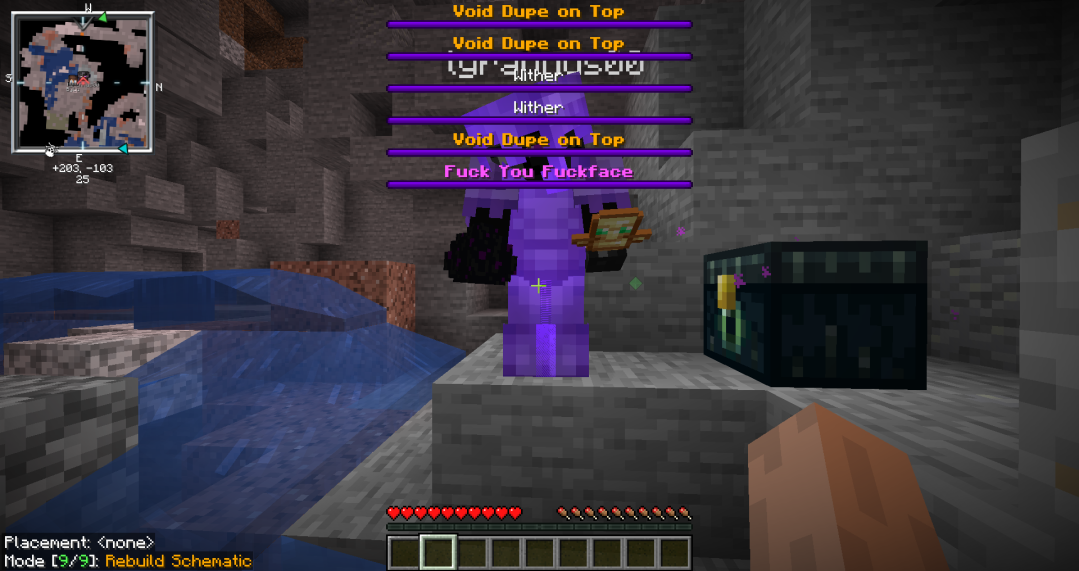 W
S
N
E
+203, -103
25
Void Dupe on Top
Void Dupe on Top
Wither
Wither
Void Dupe on Top
Fuck You Fuckface
Placement: <none>
Mode [9/9]: Rebuild Schematic